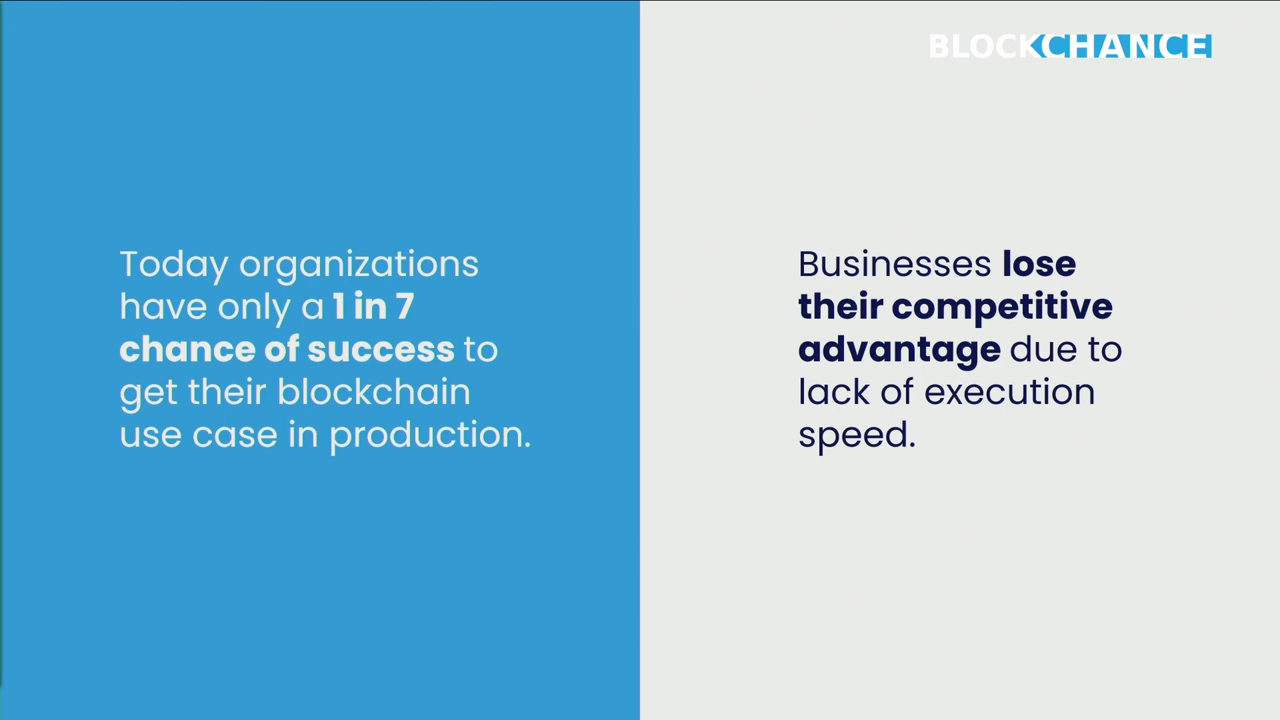 BLOCKCHANCE
Today organizations
have only a 1 in 7
chance of success to
get their blockchain
use case in production.
Businesses lose
their competitive
advantage due to
lack of execution
speed.